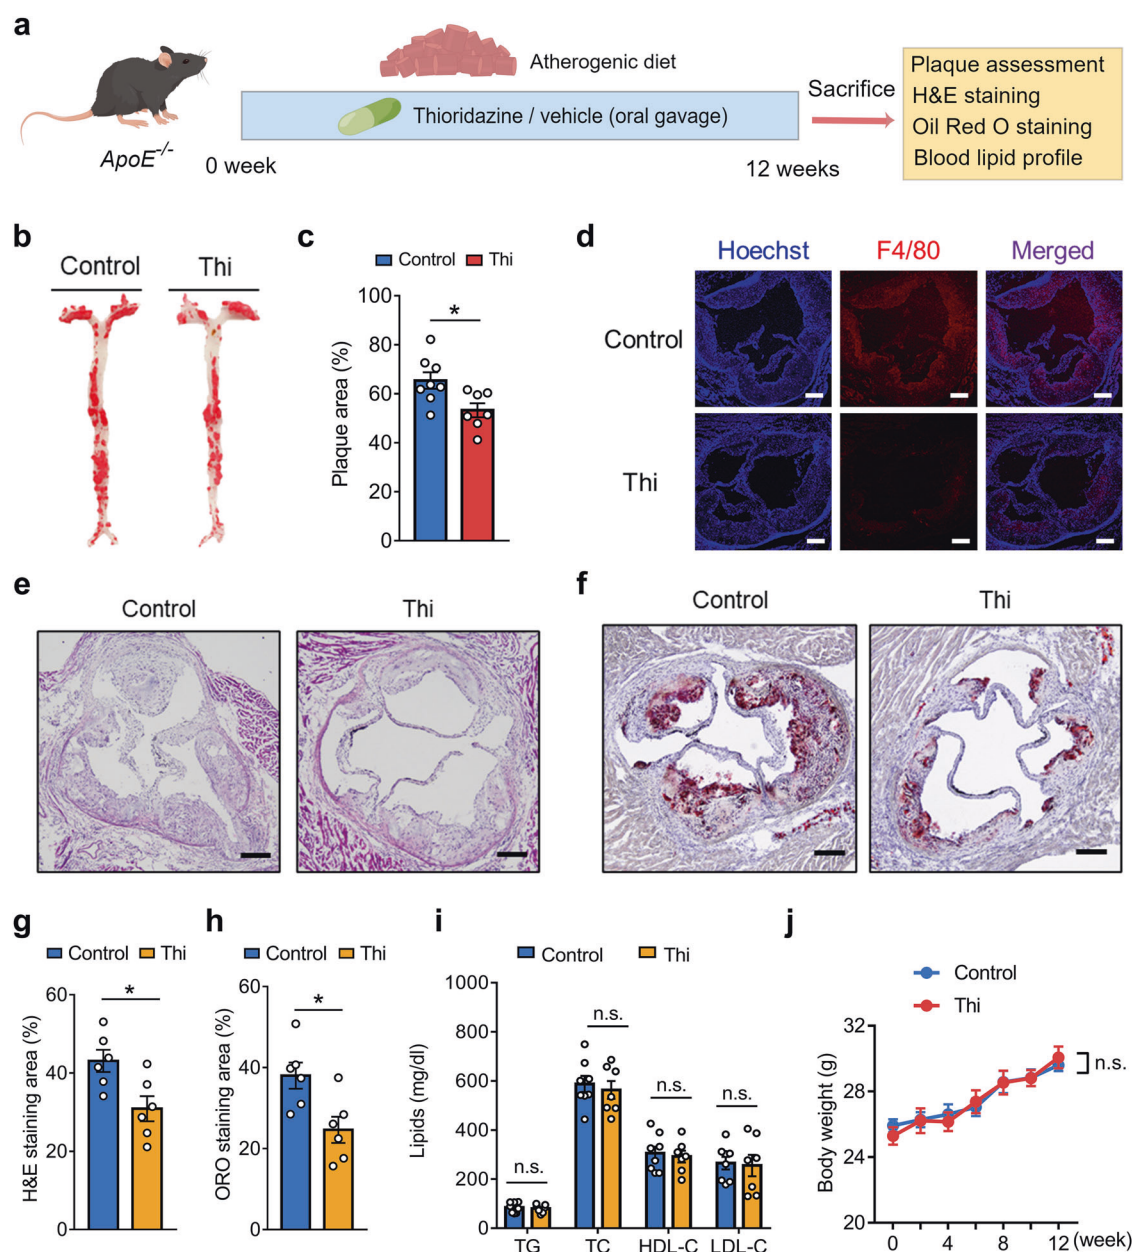 a
Atherogenic diet
Thioridazine / vehicle (oral gavage)
ApoE-/-
0 week
12 weeks
Sacrifice
Plaque assessment
H&E staining
Oil Red O staining
Blood lipid profile
b
Control Thi
c
Control Thi
Plaque area (%)
100
80
60
40
20
0
*
d
Hoechst F4/80 Merged
Control
Thi
e
Control Thi
f
Control Thi
g
Control Thi
H&E staining area (%)
60
40
20
0
*
h
Control Thi
ORO staining area (%)
60
40
20
0
*
i
Control Thi
Lipids (mg/dl)
1000
800
600
400
200
0
n.s.
n.s.
n.s.
n.s.
TG TC HDL-C LDL-C
j
Control
Thi
Body weight (g)
32
28
24
20
n.s.
0 4 8 12 (week)